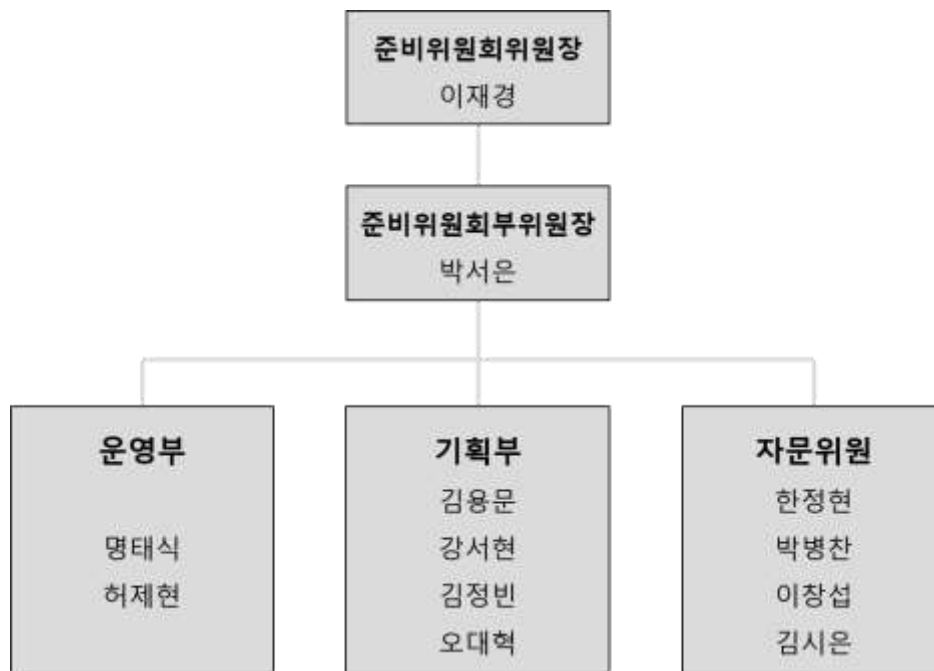 준비위원회위원장
이재경
준비위원회부위원장
박서은
운영부
명태식
허제현
기획부
김용문
강서현
김정빈
오대혁
자문위원
한정현
박병찬
이창섭
김시은